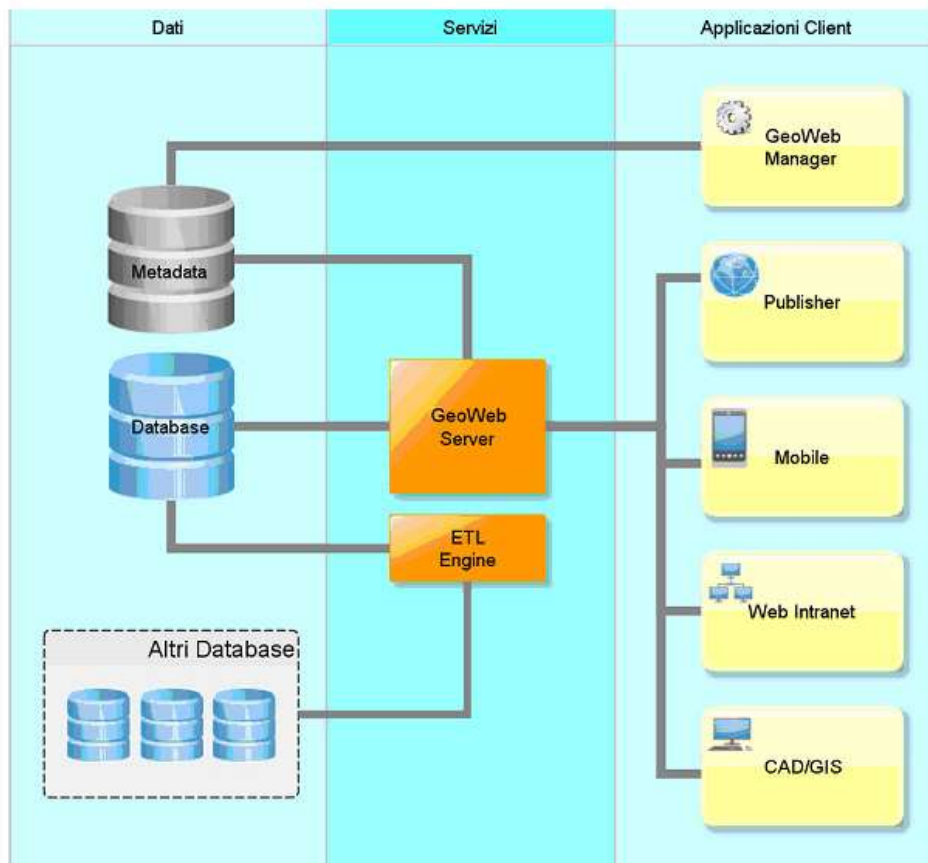 Dati
Servizi
Applicazioni Client
GeoWeb
Manager
Metadata
Publisher
Database
GeoWeb
Server
Mobile
ETL
Engine
Web Intranet
Altri Database
CAD/GIS